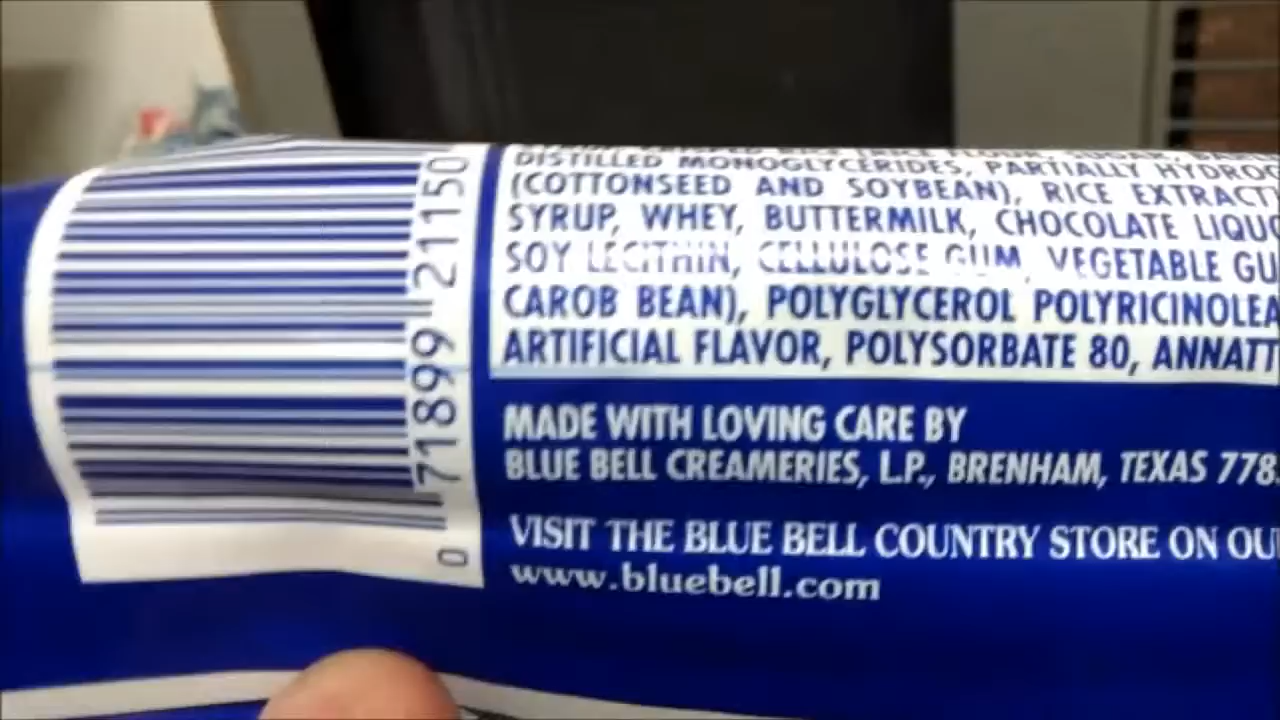 DISTILLED MONOGLYCERIDES, PARTIALLY HYDROG
(COTTONSEED AND SOYBEAN), RICE EXTRACT
SYRUP, WHEY, BUTTERMILK, CHOCOLATE LIQUO
SOY LECITHIN, CELLULOSE GUM, VEGETABLE GU
CAROB BEAN), POLYGLYCEROL POLYRICINOLEA
ARTIFICIAL FLAVOR, POLYSORBATE 80, ANNATT
MADE WITH LOVING CARE BY
BLUE BELL CREAMERIES, L.P., BRENHAM, TEXAS 778
VISIT THE BLUE BELL COUNTRY STORE ON OU
www.bluebell.com
0 71899 21150